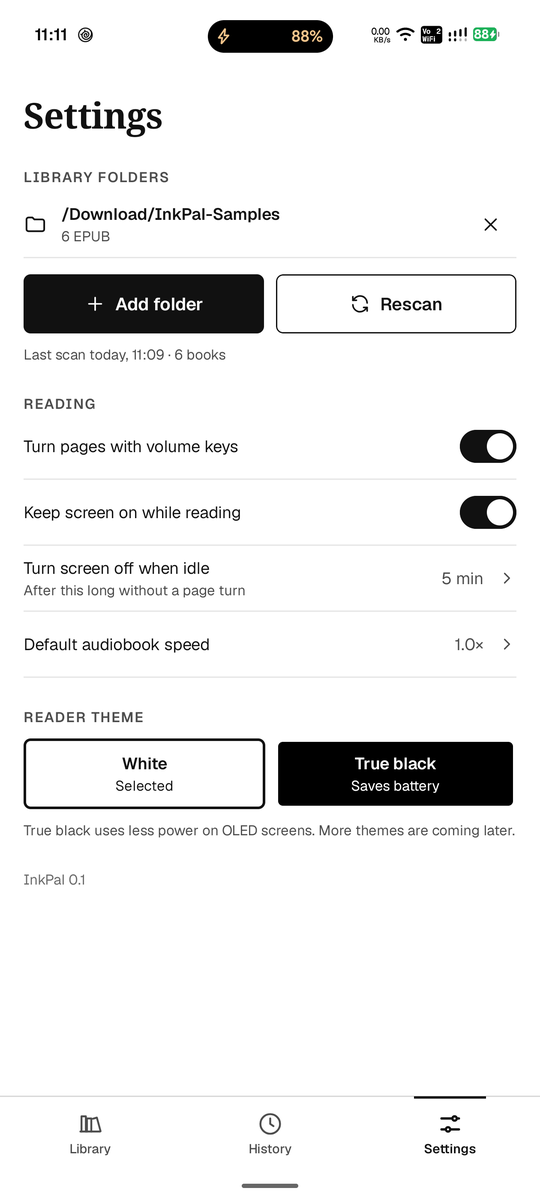 11:11
88%
0.00
KB/s
Vo 2
WiFi
88
Settings
LIBRARY FOLDERS
/Download/InkPal-Samples
6 EPUB
Add folder
Rescan
Last scan today, 11:09 · 6 books
READING
Turn pages with volume keys
Keep screen on while reading
Turn screen off when idle
After this long without a page turn
5 min
Default audiobook speed
1.0×
READER THEME
White
Selected
True black
Saves battery
True black uses less power on OLED screens. More themes are coming later.
InkPal 0.1
Library
History
Settings